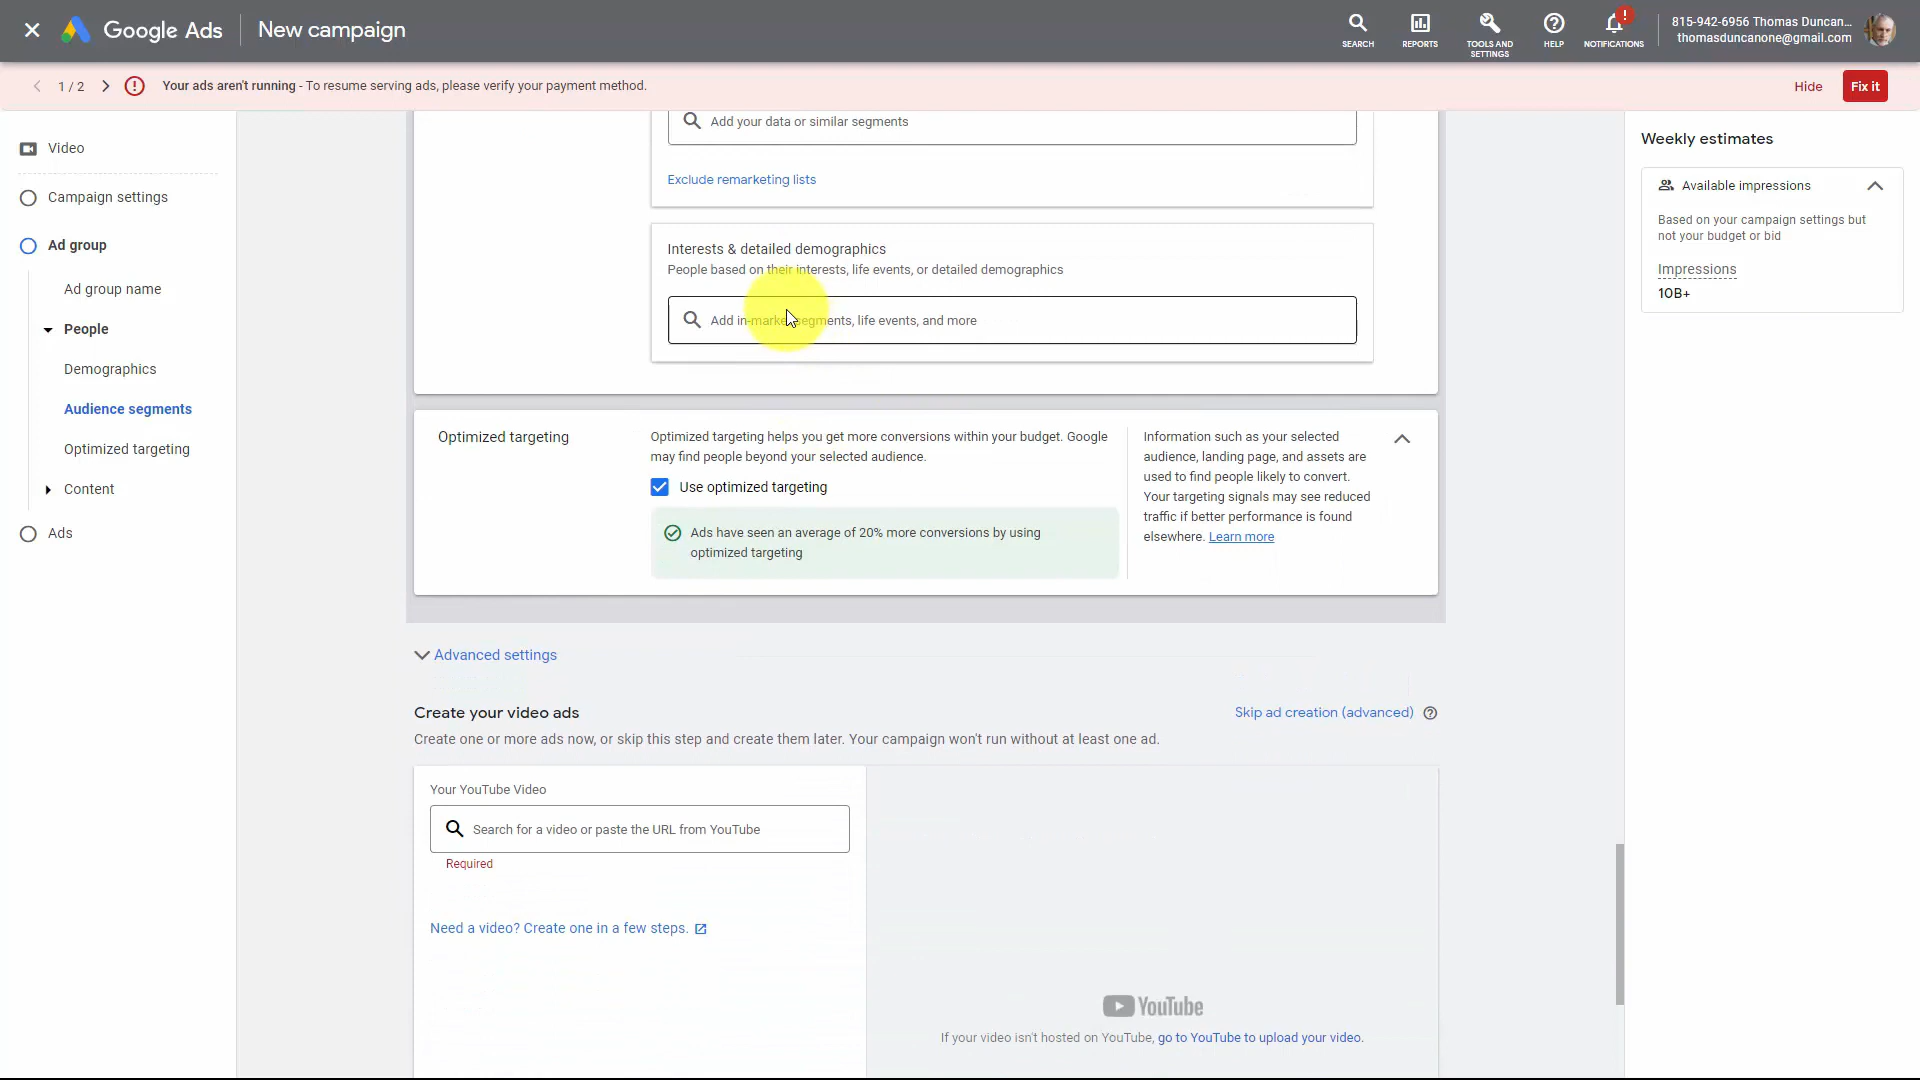 Google Ads
New campaign
SEARCH
REPORTS
TOOLS AND
SETTINGS
HELP
NOTIFICATIONS
!
815-942-6956 Thomas Duncan...
thomasduncanone@gmail.com
1 / 2
Your ads aren't running - To resume serving ads, please verify your payment method.
Hide
Fix it
Video
Campaign settings
Ad group
Ad group name
People
Demographics
Audience segments
Optimized targeting
Content
Ads
Add your data or similar segments
Exclude remarketing lists
Interests & detailed demographics
People based on their interests, life events, or detailed demographics
Add in-market segments, life events, and more
Optimized targeting
Optimized targeting helps you get more conversions within your budget. Google
may find people beyond your selected audience.
Use optimized targeting
Ads have seen an average of 20% more conversions by using
optimized targeting
Information such as your selected
audience, landing page, and assets are
used to find people likely to convert.
Your targeting signals may see reduced
traffic if better performance is found
elsewhere. Learn more
Advanced settings
Create your video ads
Skip ad creation (advanced)
Create one or more ads now, or skip this step and create them later. Your campaign won't run without at least one ad.
Your YouTube Video
Search for a video or paste the URL from YouTube
Required
Need a video? Create one in a few steps.
YouTube
If your video isn't hosted on YouTube, go to YouTube to upload your video.
Weekly estimates
Available impressions
Based on your campaign settings but
not your budget or bid
Impressions
10B+